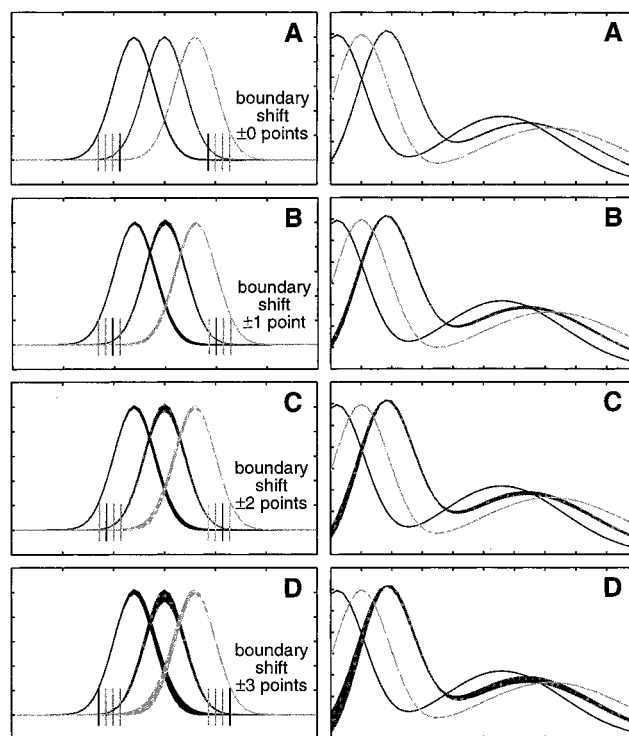 A
boundary
shift
±0 points
A
B
boundary
shift
±1 point
B
C
boundary
shift
±2 points
C
D
boundary
shift
±3 points
D